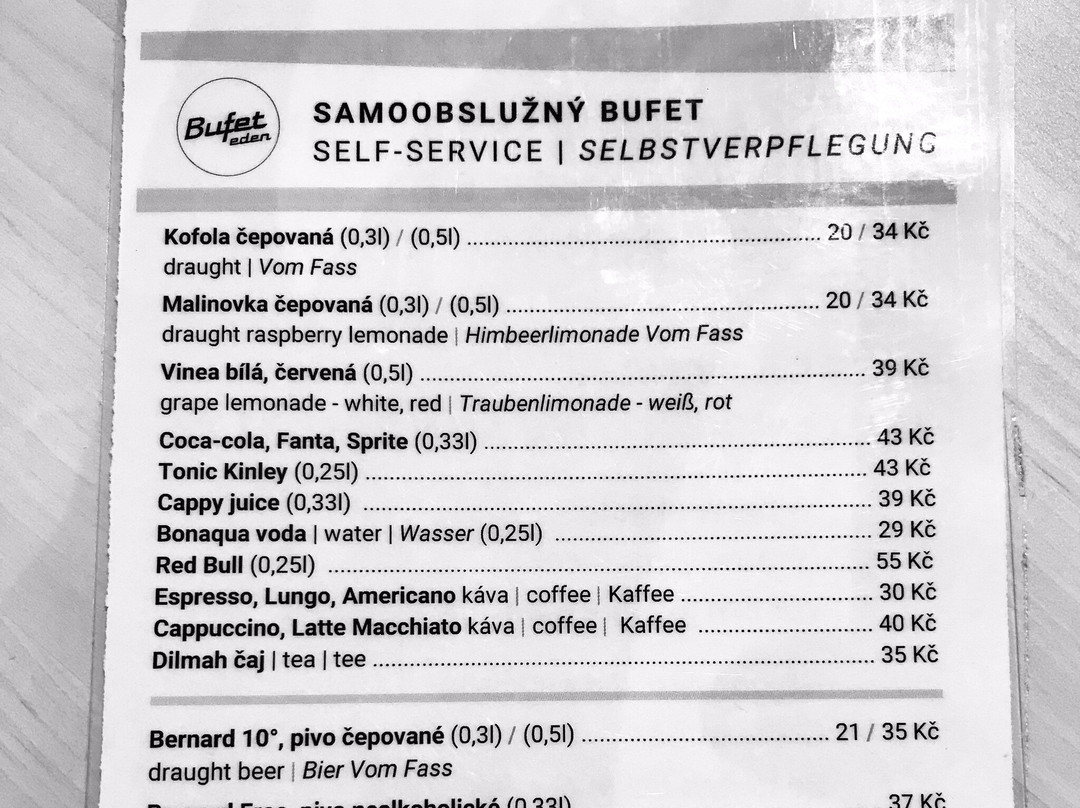 Bufet
eden
SAMOOBSLUŽNÝ BUFET
SELF-SERVICE | SELBSTVERPFLEGUNG
Kofola čepovaná (0,3l) / (0,5l) ........ 20 / 34 Kč
draught | Vom Fass
Malinovka čepovaná (0,3l) / (0,5l) ........ 20 / 34 Kč
draught raspberry lemonade | Himbeerlimonade Vom Fass
Vinea bílá, červená (0,5l) ........ 39 Kč
grape lemonade - white, red | Traubenlimonade - weiß, rot
Coca-cola, Fanta, Sprite (0,33l) ........ 43 Kč
Tonic Kinley (0,25l) ........ 43 Kč
Cappy juice (0,33l) ........ 39 Kč
Bonaqua voda | water | Wasser (0,25l) ........ 29 Kč
Red Bull (0,25l) ........ 55 Kč
Espresso, Lungo, Americano káva | coffee | Kaffee ........ 30 Kč
Cappuccino, Latte Macchiato káva | coffee | Kaffee ........ 40 Kč
Dilmah čaj | tea | tee ........ 35 Kč
Bernard 10°, pivo čepované (0,3l) / (0,5l) ........ 21 / 35 Kč
draught beer | Bier Vom Fass
Free, pivo nealkoholické (0,33l) 37 Kč